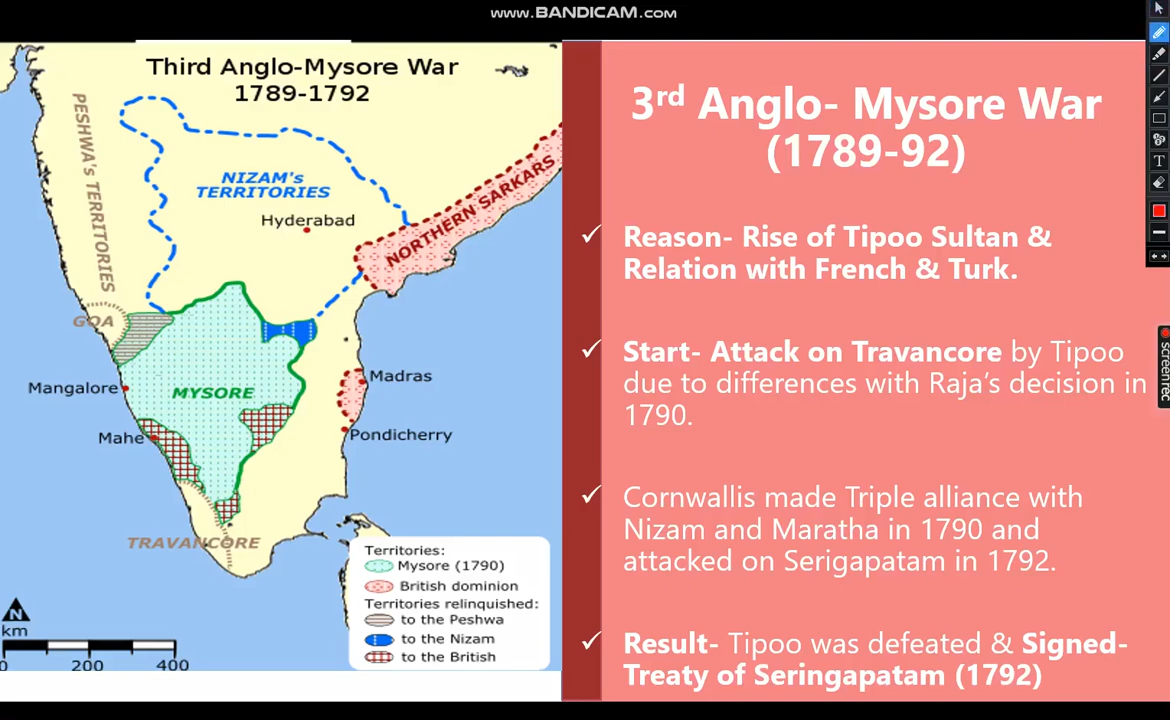 www.BANDICAM.com
Third Anglo-Mysore War
1789-1792
PESHWA's TERRITORIES
NIZAM's
TERRITORIES
Hyderabad
NORTHERN SARKARS
GOA
Mangalore
MYSORE
Madras
Mahe
Pondicherry
TRAVANCORE
Territories:
Mysore (1790)
British dominion
Territories relinquished:
to the Peshwa
to the Nizam
to the British
N
km
0 200 400
3rd Anglo- Mysore War
(1789-92)
✓ Reason- Rise of Tipoo Sultan &
Relation with French & Turk.
✓ Start- Attack on Travancore by Tipoo
due to differences with Raja’s decision in
1790.
✓ Cornwallis made Triple alliance with
Nizam and Maratha in 1790 and
attacked on Serigapatam in 1792.
✓ Result- Tipoo was defeated & Signed-
Treaty of Seringapatam (1792)
T
screenrec